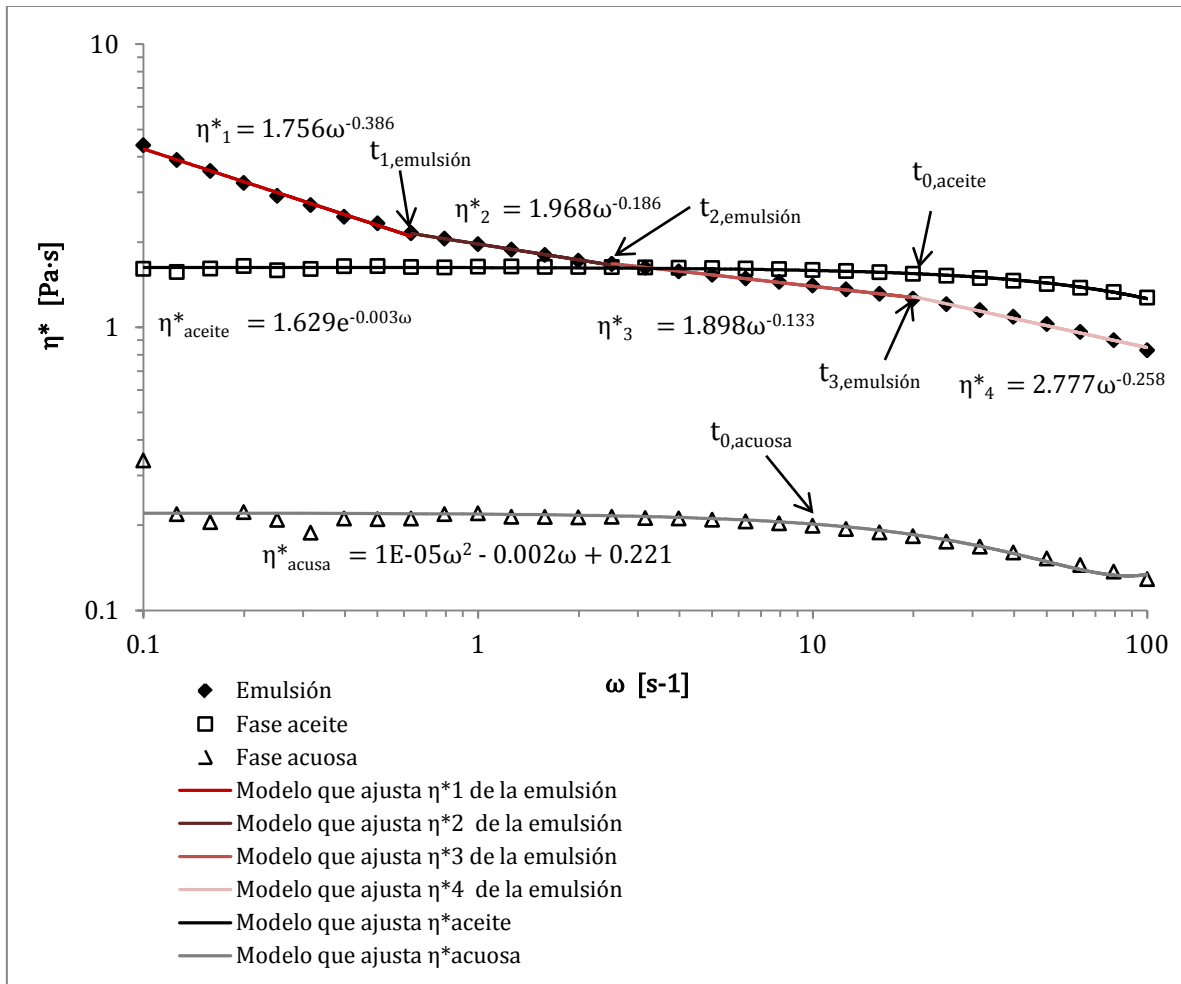 10
η*₁ = 1.756ω^-0.386
t₁,emulsión
t₀,aceite
η*₂ = 1.968ω^-0.186
t₂,emulsión
η* [Pa·s]
η*aceite = 1.629e^-0.003ω
η*₃ = 1.898ω^-0.133
1
t₃,emulsión
η*₄ = 2.777ω^-0.258
t₀,acuosa
η*acusa = 1E-05ω² - 0.002ω + 0.221
0.1
0.1 1 10 100
ω [s-1]
Emulsión
Fase aceite
Fase acuosa
Modelo que ajusta η*1 de la emulsión
Modelo que ajusta η*2 de la emulsión
Modelo que ajusta η*3 de la emulsión
Modelo que ajusta η*4 de la emulsión
Modelo que ajusta η*aceite
Modelo que ajusta η*acuosa